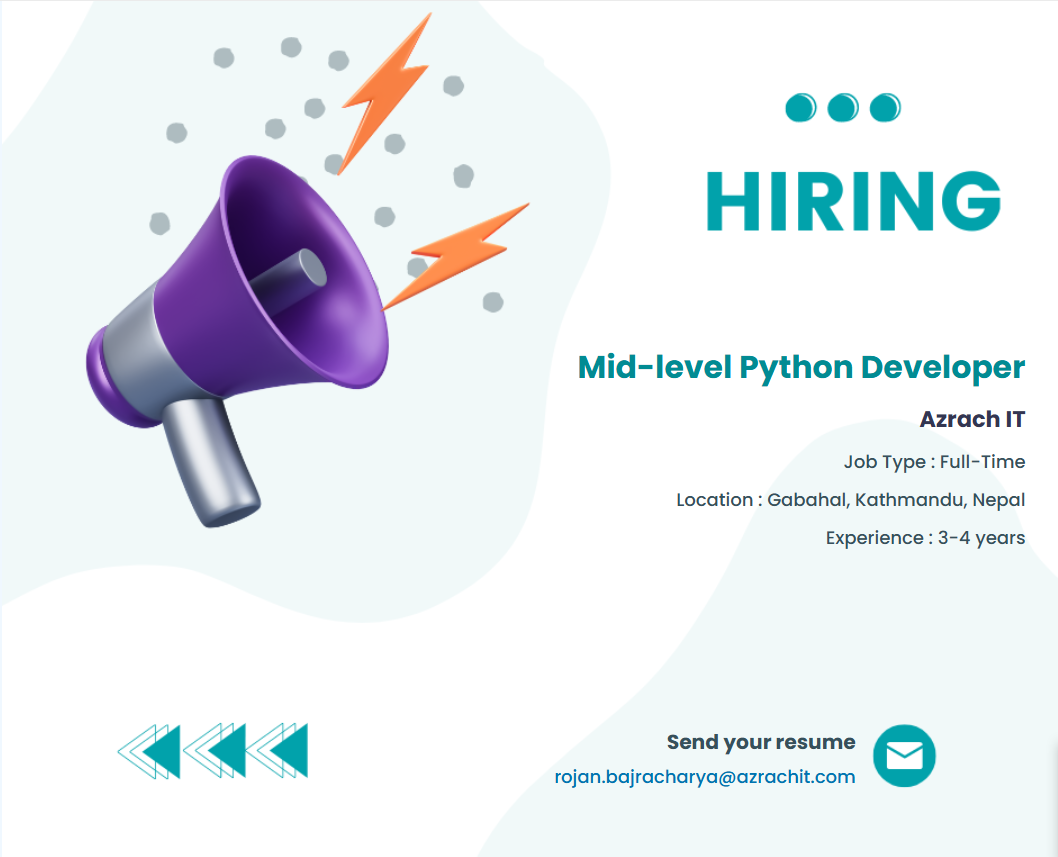 HIRING
Mid-level Python Developer
Azrach IT
Job Type : Full-Time
Location : Gabahal, Kathmandu, Nepal
Experience : 3-4 years
Send your resume
rojan.bajracharya@azrachit.com